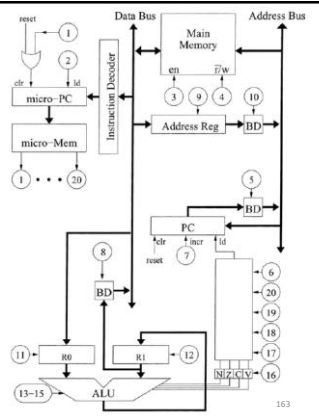 Data Bus
Address Bus
reset
1
2
clr
ld
micro-PC
micro-Mem
1
20
Instruction Decoder
Main
Memory
en
r/w
3
9
4
10
Address Reg
BD
5
BD
PC
clr
incr
ld
reset
7
8
BD
6
20
19
18
17
N Z C V
16
11
R0
R1
12
13-15
ALU
163